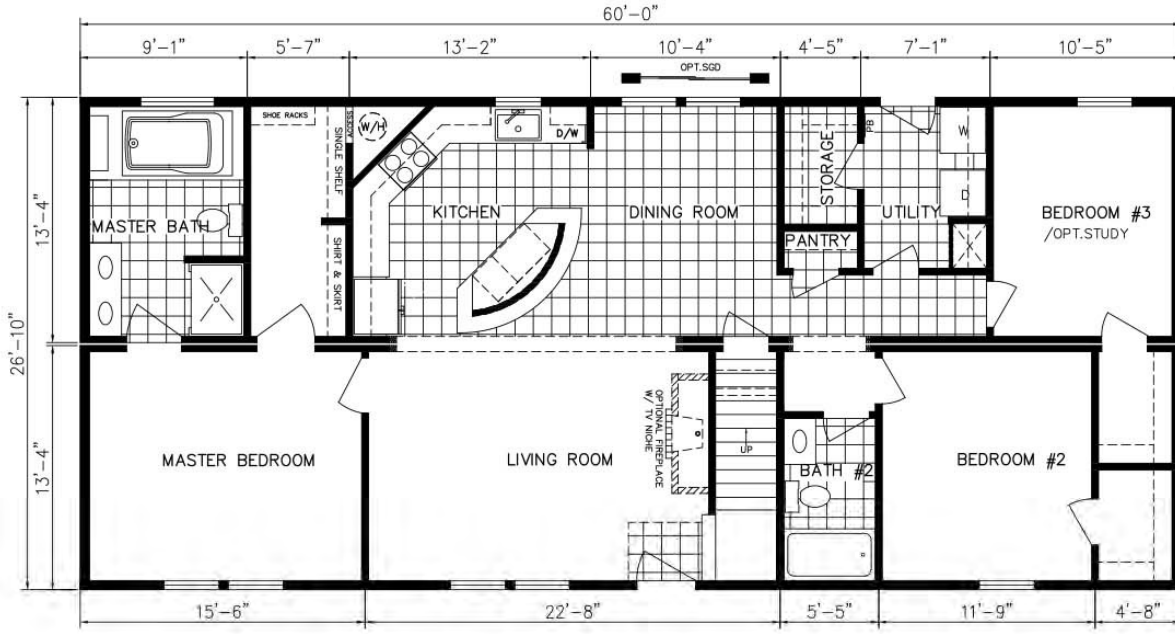 60'-0"
9'-1"
5'-7"
13'-2"
10'-4"
4'-5"
7'-1"
10'-5"
OPT.SGD
SHOE RACKS
W/H
D/W
PB
W
SINGLE SHELF
STORAGE
D
13'-4"
MASTER BATH
KITCHEN
DINING ROOM
UTILITY
BEDROOM #3
/OPT.STUDY
PANTRY
SHIRT & SKIRT
26'-10"
13'-4"
MASTER BEDROOM
LIVING ROOM
OPTIONAL FIREPLACE
W/ TV NICHE
UP
BATH #2
BEDROOM #2
15'-6"
22'-8"
5'-5"
11'-9"
4'-8"